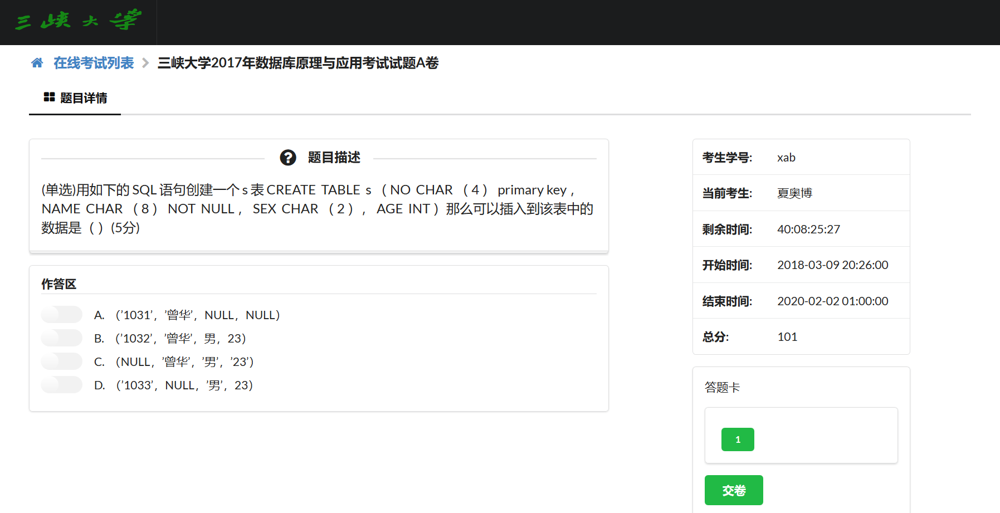 三峡大学
在线考试列表 三峡大学2017年数据库原理与应用考试试题A卷
题目详情
题目描述
(单选)用如下的 SQL 语句创建一个 s 表 CREATE TABLE s （ NO CHAR （ 4 ） primary key ，
NAME CHAR （ 8 ） NOT NULL ， SEX CHAR （ 2 ） ， AGE INT ）那么可以插入到该表中的
数据是（ ）(5分)
作答区
A. （’1031’，’曾华’，NULL，NULL）
B. （’1032’，’曾华’，男，23）
C. （NULL，’曾华’，’男’，’23’）
D. （’1033’，NULL，’男’，23）
考生学号: xab
当前考生: 夏奥博
剩余时间: 40:08:25:27
开始时间: 2018-03-09 20:26:00
结束时间: 2020-02-02 01:00:00
总分: 101
答题卡
1
交卷